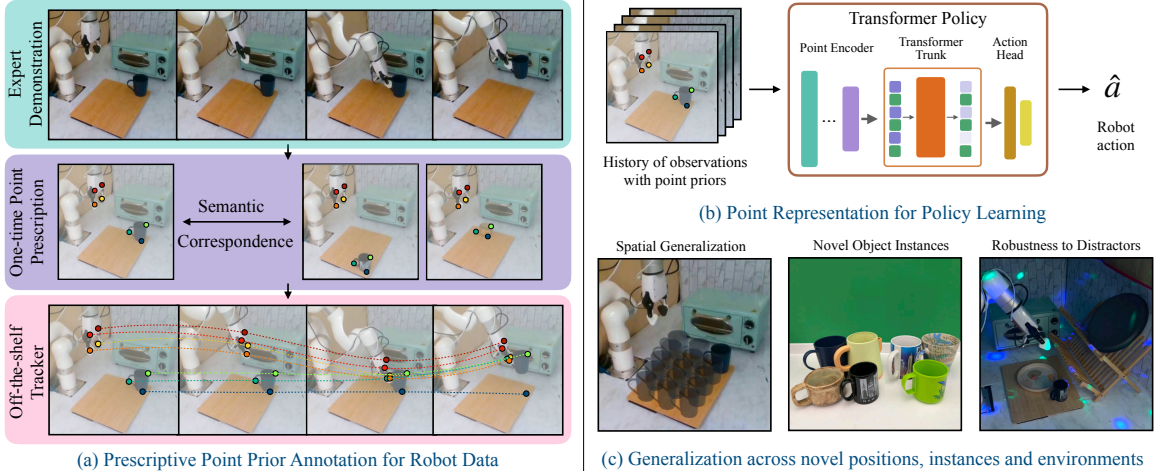 Expert
Demonstration
One-time Point
Prescription
Semantic
Correspondence
Off-the-shelf
Tracker
(a) Prescriptive Point Prior Annotation for Robot Data
History of observations
with point priors
Transformer Policy
Point Encoder
Transformer
Trunk
Action
Head
...
â
Robot
action
(b) Point Representation for Policy Learning
Spatial Generalization
Novel Object Instances
Robustness to Distractors
(c) Generalization across novel positions, instances and environments